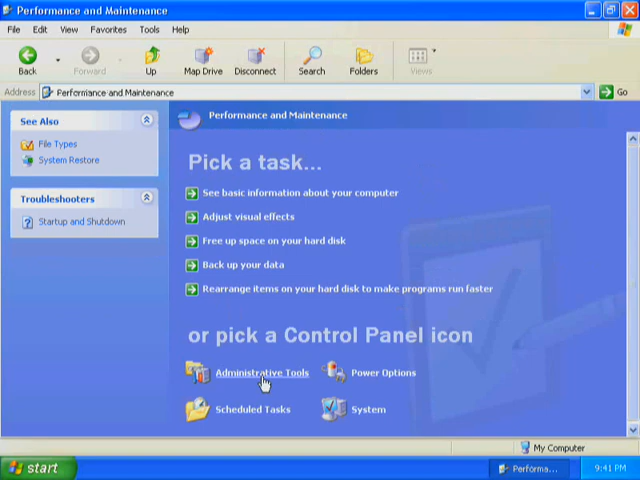 Performance and Maintenance
File Edit View Favorites Tools Help
Back Forward Up Map Drive Disconnect Search Folders Views
Address Performance and Maintenance Go
See Also
File Types
System Restore
Troubleshooters
Startup and Shutdown
Performance and Maintenance
Pick a task...
See basic information about your computer
Adjust visual effects
Free up space on your hard disk
Back up your data
Rearrange items on your hard disk to make programs run faster
or pick a Control Panel icon
Administrative Tools Power Options
Scheduled Tasks System
My Computer
start Performa... 9:41 PM